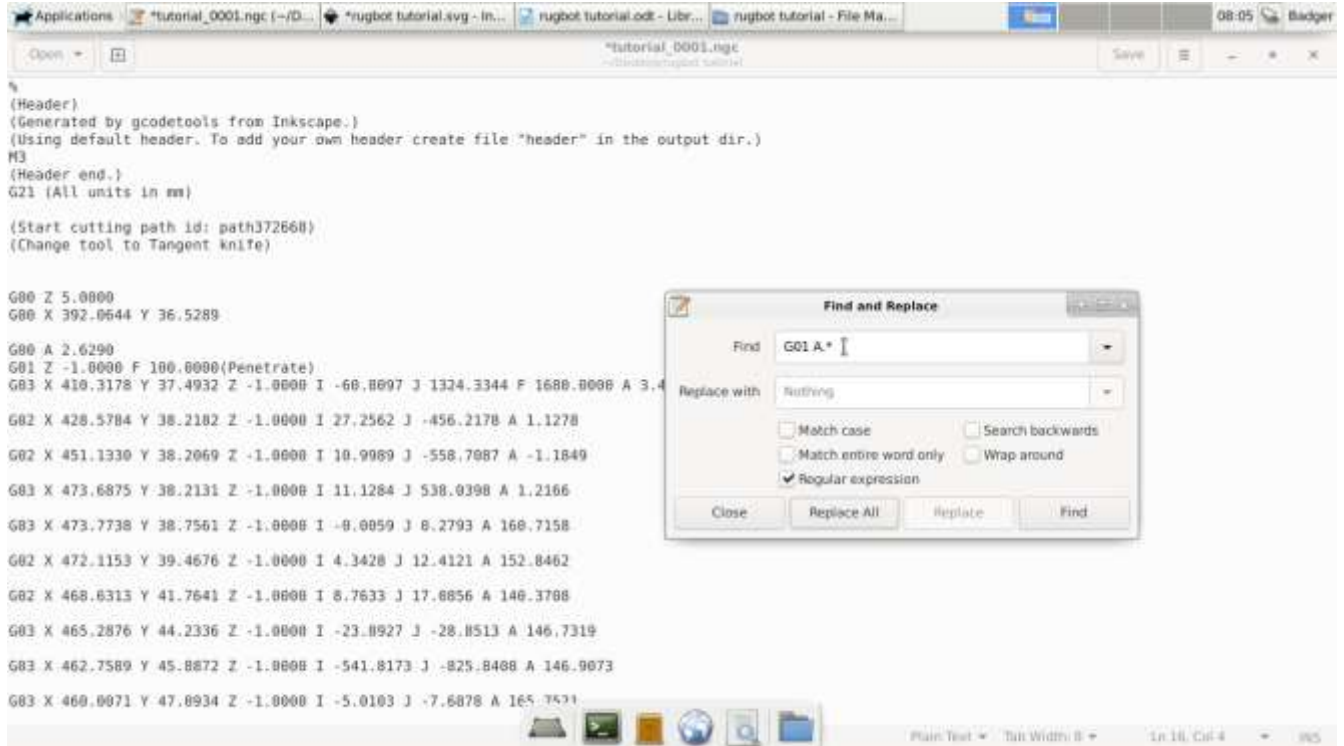 Applications *tutorial_0001.ngc (~/D... *rugbot tutorial.svg - In... rugbot tutorial.odt - Libr... rugbot tutorial - File Ma... 08:05 Badger
Open *tutorial_0001.ngc Save
%
(Header)
(Generated by gcodetools from Inkscape.)
(Using default header. To add your own header create file "header" in the output dir.)
M3
(Header end.)
G21 (All units in mm)
(Start cutting path id: path372668)
(Change tool to Tangent knife)
G00 Z 5.0000
G00 X 392.0644 Y 36.5289
G00 A 2.6290
G01 Z -1.0000 F 100.0000(Penetrate)
G03 X 410.3178 Y 37.4932 Z -1.0000 I -60.8097 J 1324.3344 F 1680.0000 A 3.4
G02 X 428.5784 Y 38.2182 Z -1.0000 I 27.2562 J -456.2178 A 1.1278
G02 X 451.1330 Y 38.2069 Z -1.0000 I 10.9989 J -558.7087 A -1.1849
G03 X 473.6875 Y 38.2131 Z -1.0000 I 11.1284 J 538.0398 A 1.2166
G03 X 473.7738 Y 38.7561 Z -1.0000 I -0.0059 J 0.2793 A 160.7158
G02 X 472.1153 Y 39.4676 Z -1.0000 I 4.3428 J 12.4121 A 152.8462
G02 X 468.6313 Y 41.7641 Z -1.0000 I 8.7633 J 17.0856 A 140.3708
G03 X 465.2876 Y 44.2336 Z -1.0000 I -23.8927 J -28.8513 A 146.7319
G03 X 462.7589 Y 45.8872 Z -1.0000 I -541.8173 J -825.8408 A 146.9073
G03 X 460.0071 Y 47.0934 Z -1.0000 I -5.0103 J -7.6878 A 165.7521
Find and Replace
Find G01 A.*
Replace with Nothing
Match case Search backwards
Match entire word only Wrap around
Regular expression
Close Replace All Replace Find
Plain Text Tab Width: 8 Ln 16, Col 4 INS